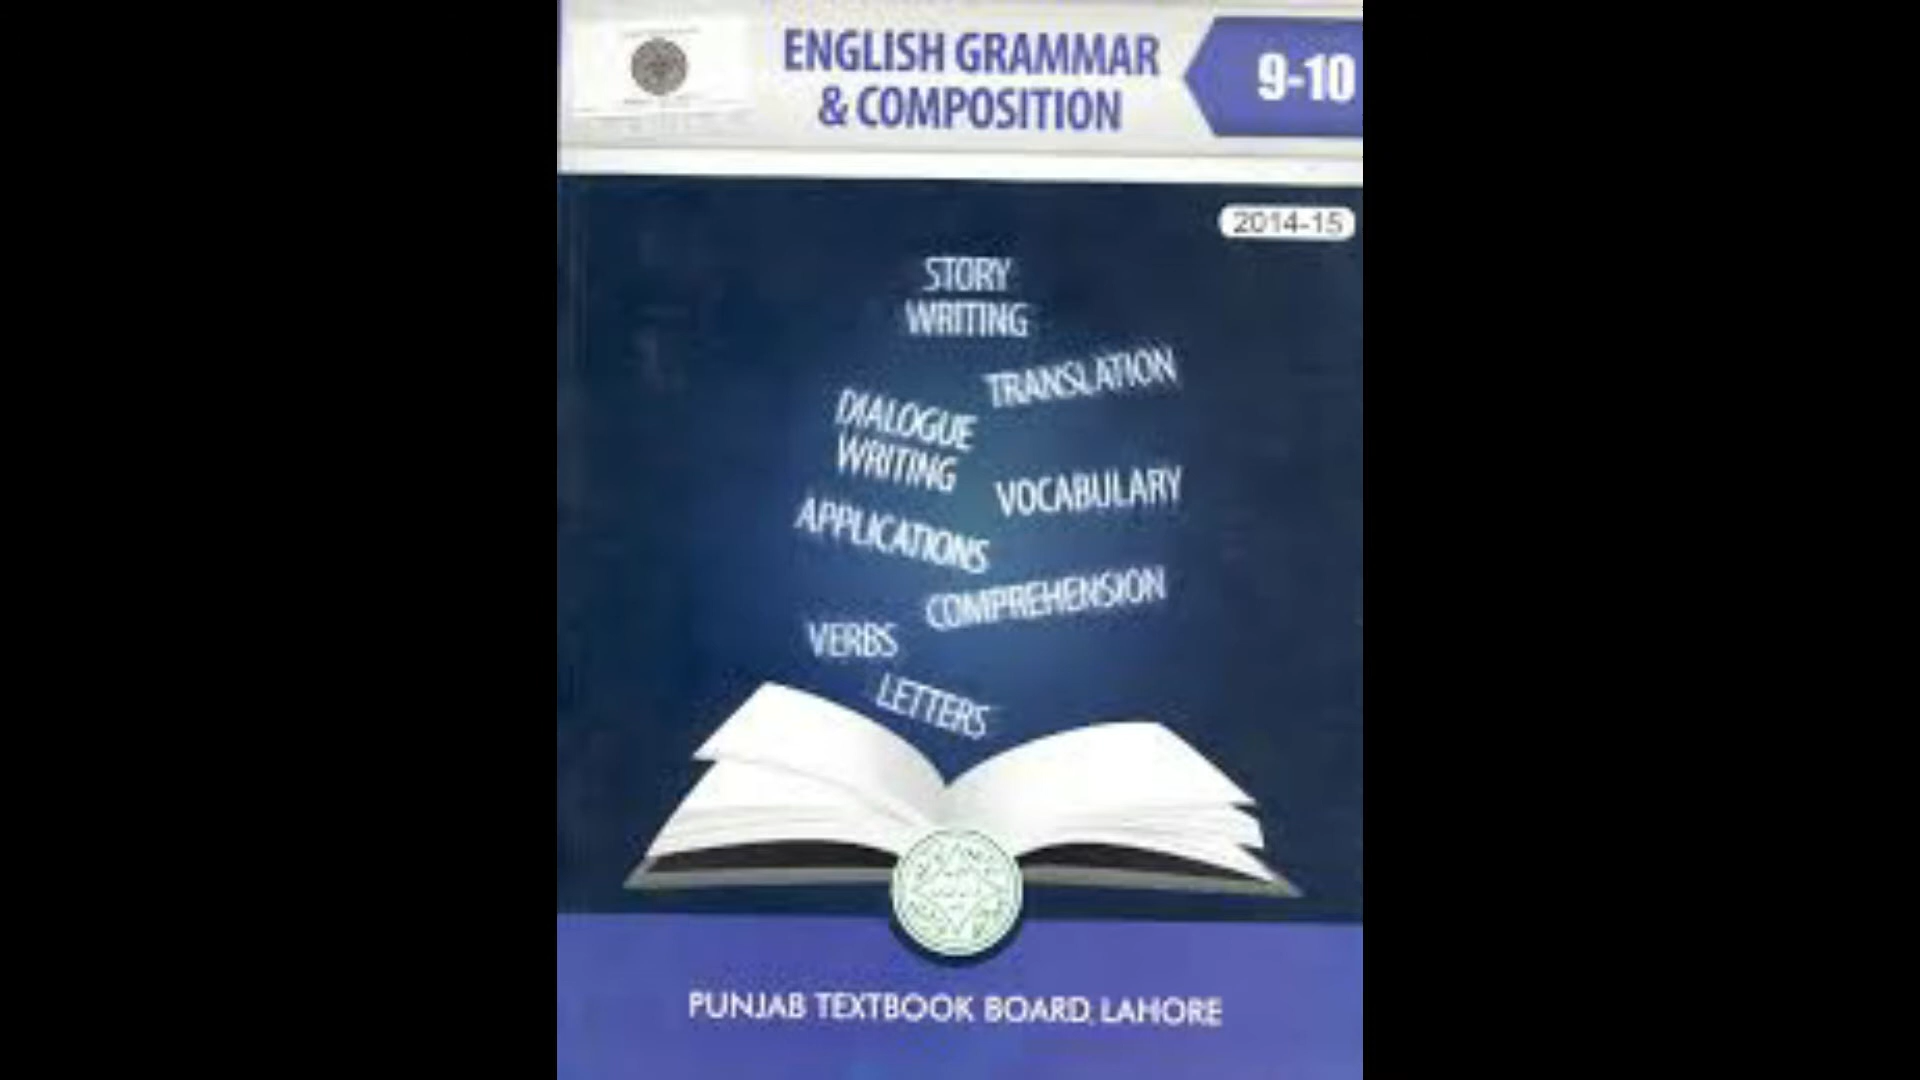 ENGLISH GRAMMAR
& COMPOSITION
9-10
2014-15
STORY
WRITING
TRANSLATION
DIALOGUE
WRITING
VOCABULARY
APPLICATIONS
COMPREHENSION
VERBS
LETTERS
PUNJAB TEXTBOOK BOARD, LAHORE